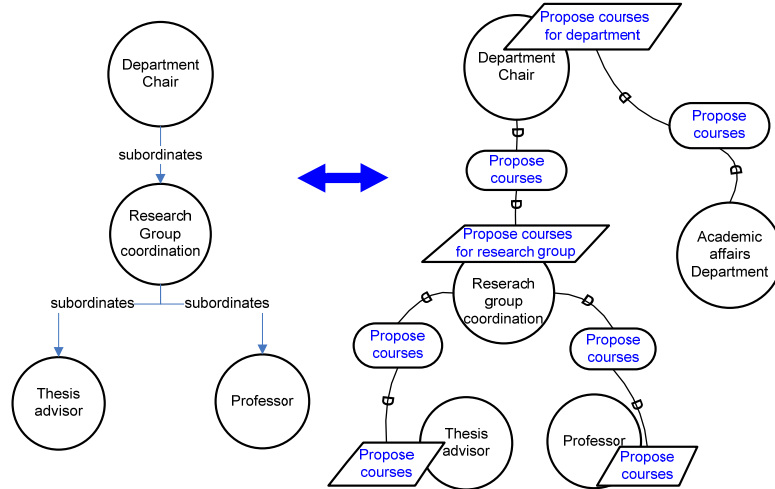 Department
Chair
subordinates
Research
Group
coordination
subordinates
subordinates
Thesis
advisor
Professor
Propose courses
for department
Department
Chair
D
D
Propose
courses
Propose
courses
D
D
Propose courses
for research group
Academic
affairs
Department
Reserach
group
coordination
D
D
Propose
courses
Propose
courses
D
D
Thesis
advisor
Professor
Propose
courses
Propose
courses